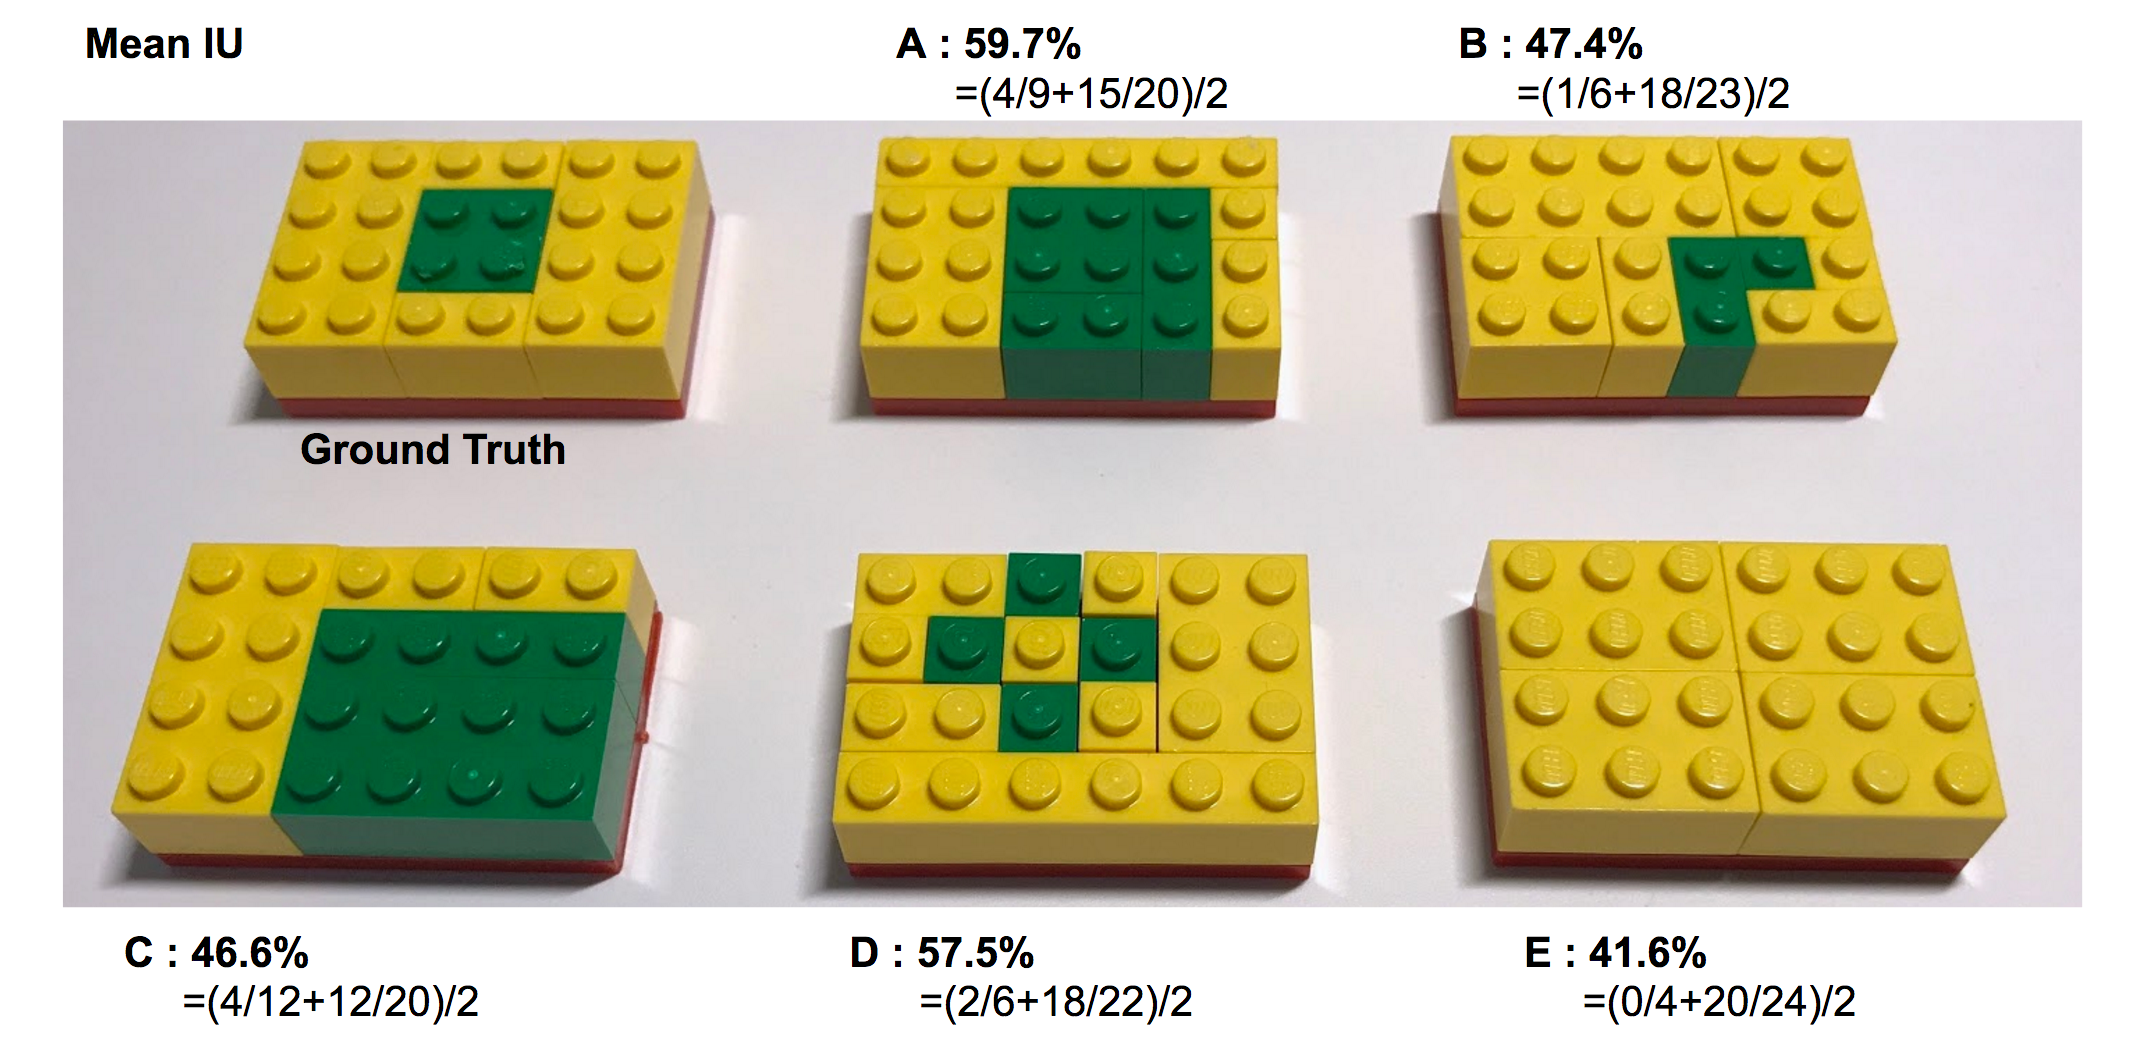 Mean IU
A : 59.7%
=(4/9+15/20)/2
B : 47.4%
=(1/6+18/23)/2
Ground Truth
C : 46.6%
=(4/12+12/20)/2
D : 57.5%
=(2/6+18/22)/2
E : 41.6%
=(0/4+20/24)/2